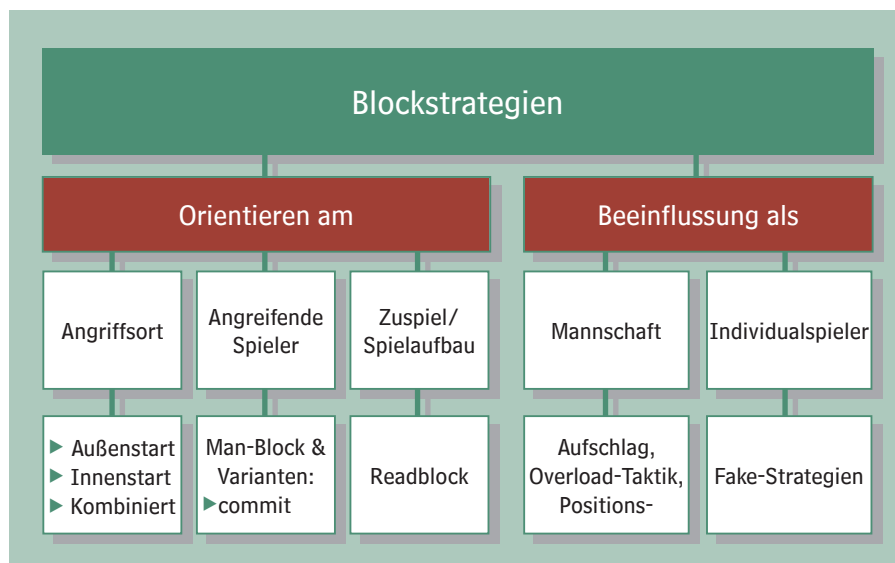 Blockstrategien
Orientieren am
Beeinflussung als
Angriffsort
Angreifende
Spieler
Zuspiel/
Spielaufbau
Mannschaft
Individualspieler
Außenstart
Innenstart
Kombiniert
Man-Block &
Varianten:
commit
Readblock
Aufschlag,
Overload-Taktik,
Positions-
Fake-Strategien